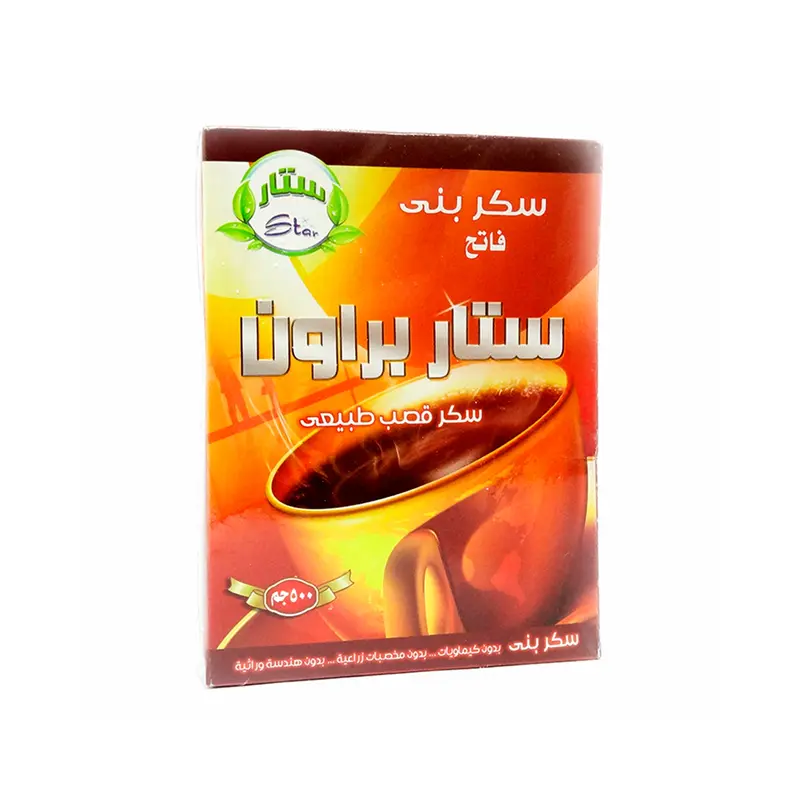 ستار
Star
سكر بنى
فاتح
ستار براون
سكر قصب طبيعى
٥٠٠ جم
سكر بنى بدون كيماويات ... بدون مخصبات زراعية ... بدون هندسة وراثية